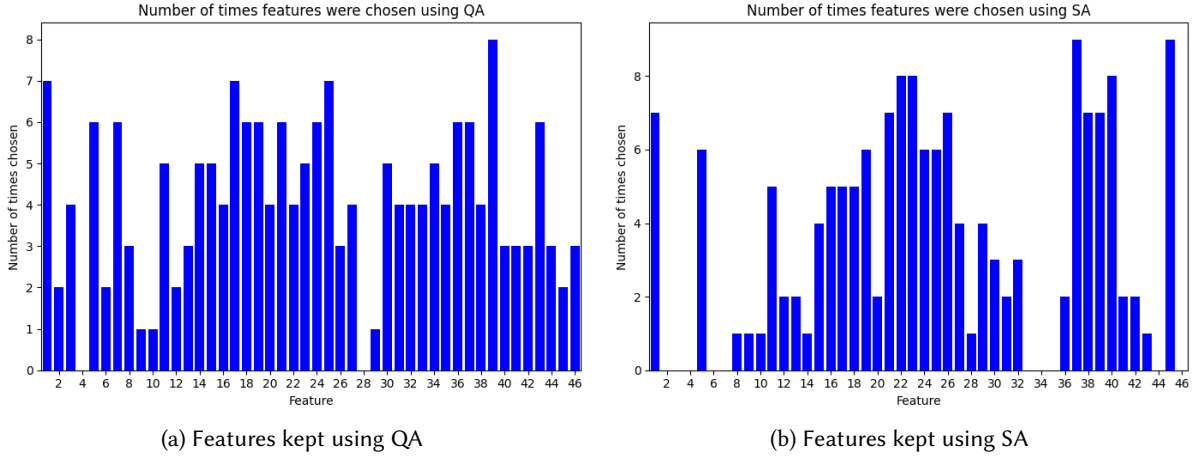 Number of times features were chosen using QA
Number of times chosen
8
7
6
5
4
3
2
1
0
2 4 6 8 10 12 14 16 18 20 22 24 26 28 30 32 34 36 38 40 42 44 46
Feature
(a) Features kept using QA
Number of times features were chosen using SA
Number of times chosen
8
6
4
2
0
2 4 6 8 10 12 14 16 18 20 22 24 26 28 30 32 34 36 38 40 42 44 46
Feature
(b) Features kept using SA